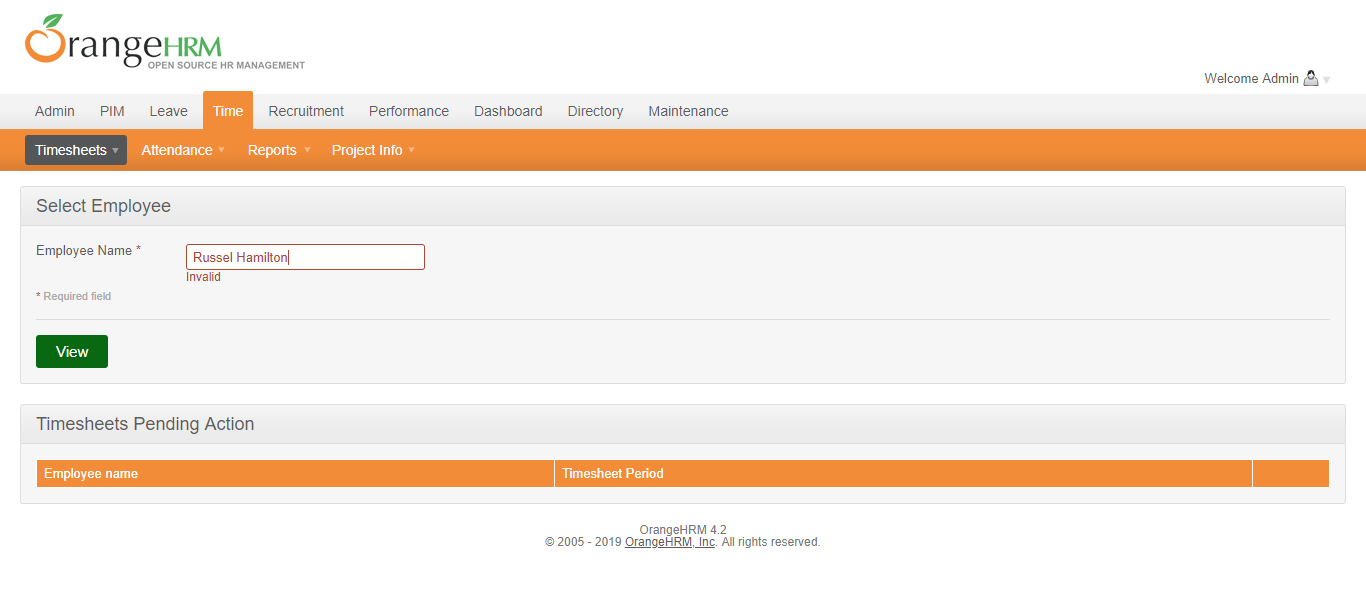 OrangeHRM
OPEN SOURCE HR MANAGEMENT
Welcome Admin
Admin PIM Leave Time Recruitment Performance Dashboard Directory Maintenance
Timesheets Attendance Reports Project Info
Select Employee
Employee Name * Russel Hamilton
Invalid
* Required field
View
Timesheets Pending Action
Employee name Timesheet Period
OrangeHRM 4.2
© 2005 - 2019 OrangeHRM, Inc. All rights reserved.